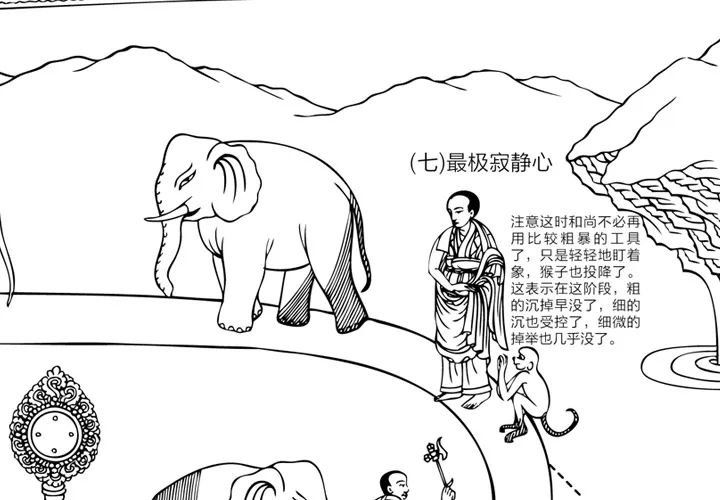 (七)最极寂静心
注意这时和尚不必再
用比较粗暴的工具
了，只是轻轻地盯着
象，猴子也投降了。
这表示在这阶段，粗
的沉掉早没了，细的
沉也受控了，细微的
掉举也几乎没了。